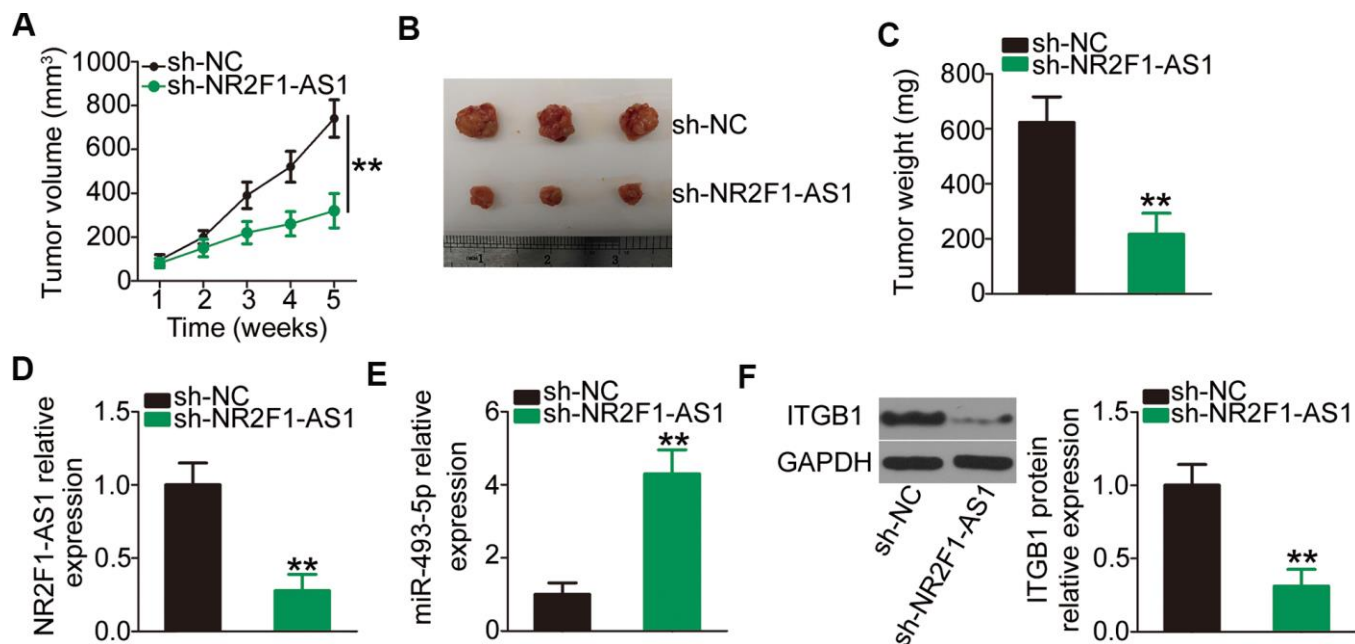 A
Tumor volume (mm³)
1000
800
600
400
200
0
sh-NC
sh-NR2F1-AS1
**
1 2 3 4 5
Time (weeks)
B
sh-NC
sh-NR2F1-AS1
1 2 3
C
sh-NC
sh-NR2F1-AS1
Tumor weight (mg)
800
600
400
200
0
**
D
sh-NC
sh-NR2F1-AS1
NR2F1-AS1 relative
expression
1.5
1.0
0.5
0.0
**
E
sh-NC
sh-NR2F1-AS1
miR-493-5p relative
expression
6
4
2
0
**
F
ITGB1
GAPDH
sh-NC
sh-NR2F1-AS1
sh-NC
sh-NR2F1-AS1
ITGB1 protein
relative expression
1.5
1.0
0.5
0.0
**